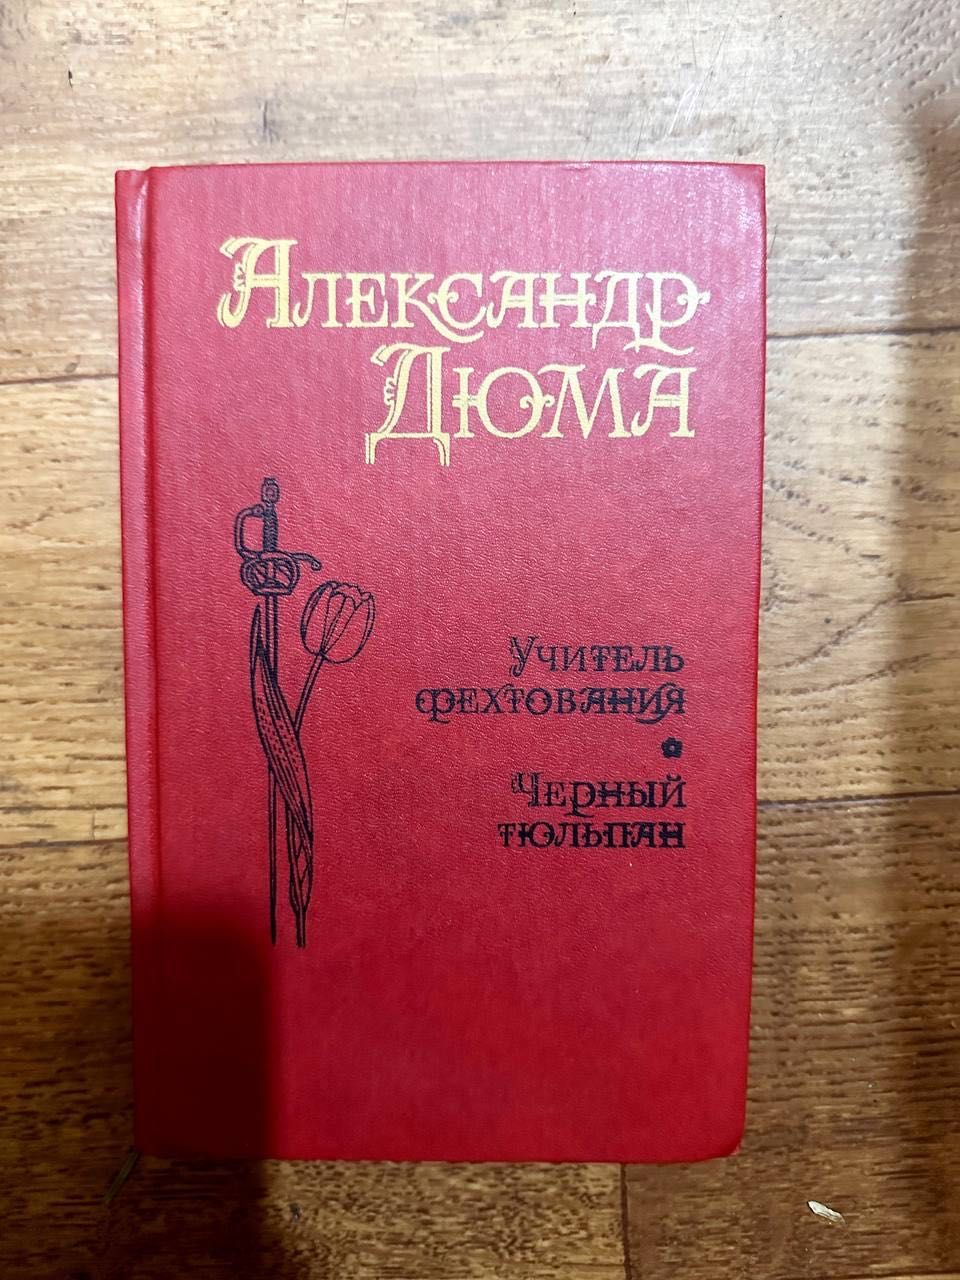 Александр
Дюма
Учитель
фехтования
Черный
тюльпан